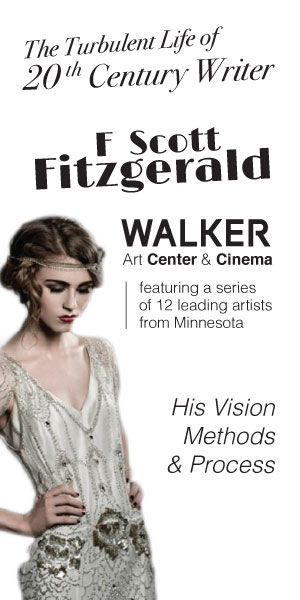 The Turbulent Life of
20th Century Writer
F Scott
Fitzgerald
WALKER
Art Center & Cinema
featuring a series
of 12 leading artists
from Minnesota
His Vision
Methods
& Process